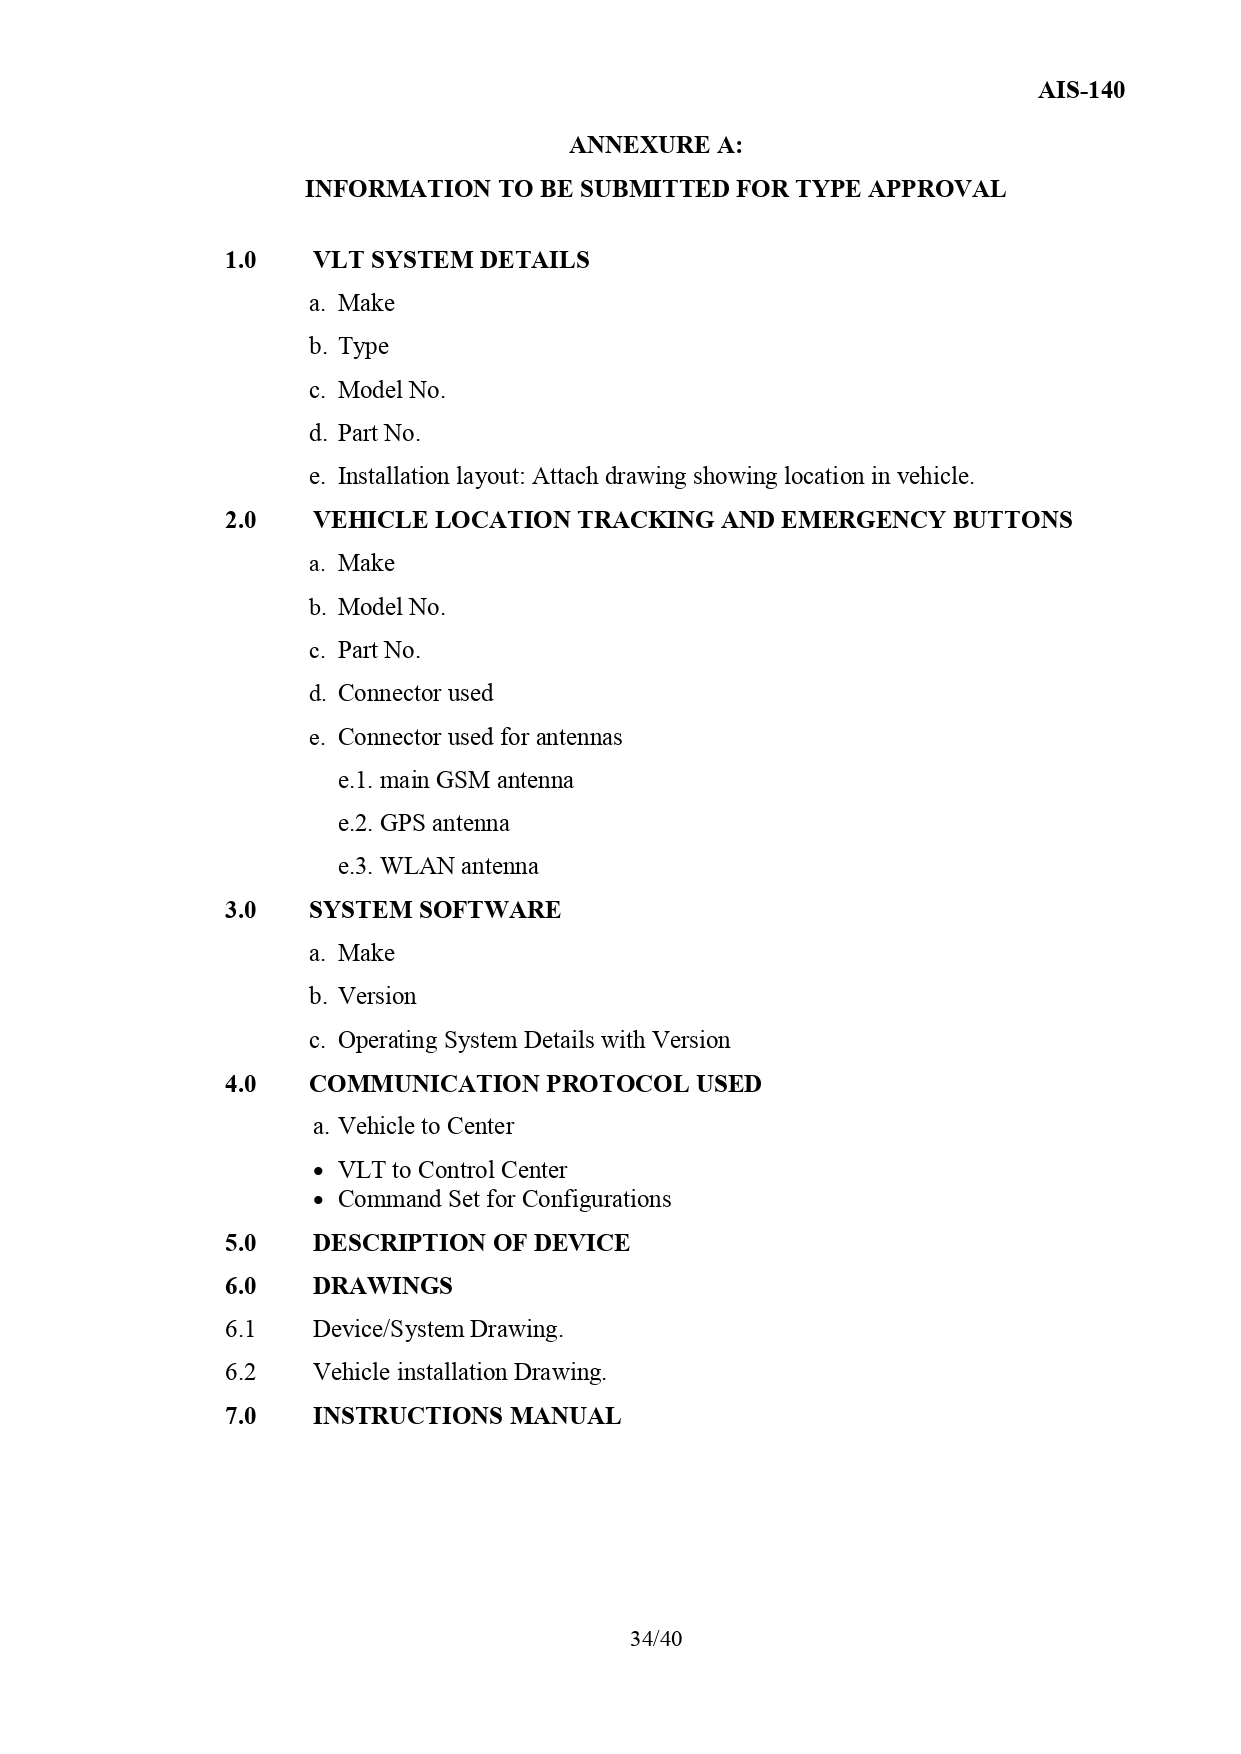 AIS-140
ANNEXURE A:
INFORMATION TO BE SUBMITTED FOR TYPE APPROVAL
1.0 VLT SYSTEM DETAILS
a. Make
b. Type
c. Model No.
d. Part No.
e. Installation layout: Attach drawing showing location in vehicle.
2.0 VEHICLE LOCATION TRACKING AND EMERGENCY BUTTONS
a. Make
b. Model No.
c. Part No.
d. Connector used
e. Connector used for antennas
e.1. main GSM antenna
e.2. GPS antenna
e.3. WLAN antenna
3.0 SYSTEM SOFTWARE
a. Make
b. Version
c. Operating System Details with Version
4.0 COMMUNICATION PROTOCOL USED
a. Vehicle to Center
• VLT to Control Center
• Command Set for Configurations
5.0 DESCRIPTION OF DEVICE
6.0 DRAWINGS
6.1 Device/System Drawing.
6.2 Vehicle installation Drawing.
7.0 INSTRUCTIONS MANUAL
34/40